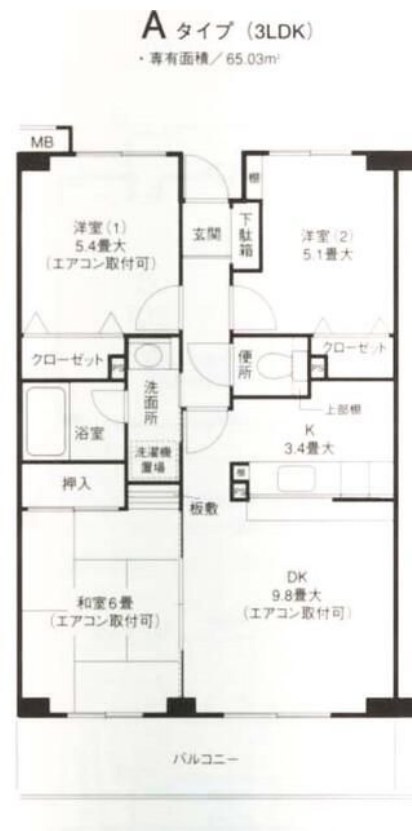 A タイプ (3LDK)
・専有面積／65.03m²
MB
洋室(1)
5.4畳大
(エアコン取付可)
玄関
下駄箱
棚
洋室(2)
5.1畳大
クローゼット
PS
洗面所
便所
PS
クローゼット
上部棚
浴室
K
3.4畳大
洗濯機
置場
押入
棚
PS
板敷
和室6畳
(エアコン取付可)
DK
9.8畳大
(エアコン取付可)
バルコニー